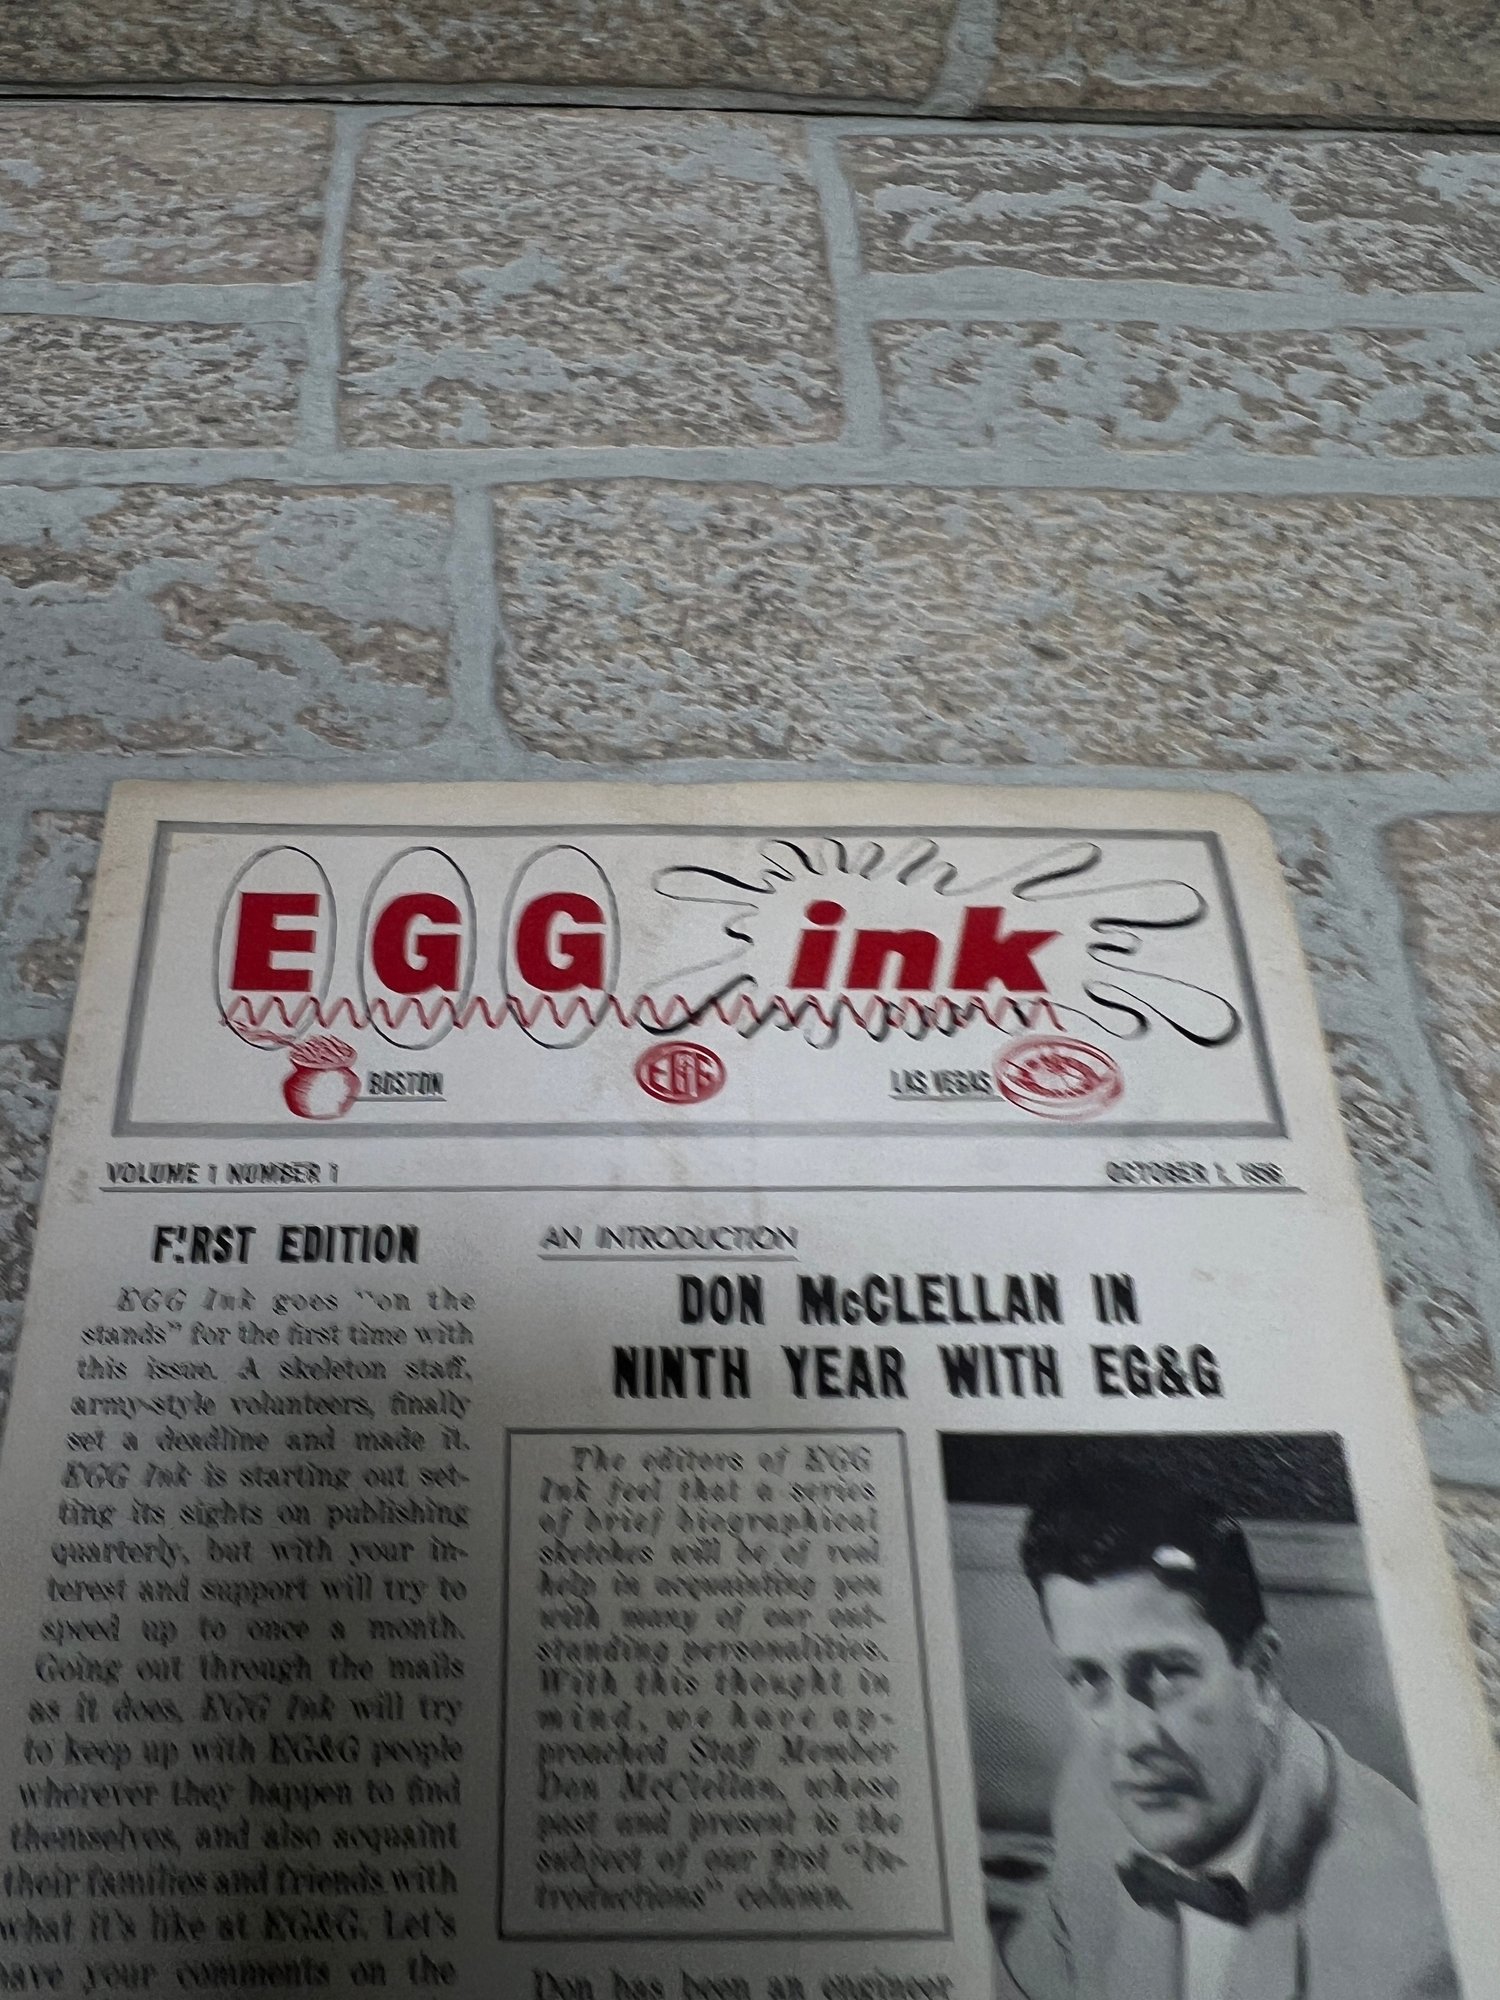 EGG ink
BOSTON
EG&G
LAS VEGAS
VOLUME 1 NUMBER 1
OCTOBER 1,
FIRST EDITION
EGG Ink goes "on the
stands" for the first time with
this issue. A skeleton staff,
army-style volunteers, finally
set a deadline and made it.
EGG Ink is starting out set-
ting its sights on publishing
quarterly, but with your in-
terest and support will try to
speed up to once a month.
Going out through the mails
as it does, EGG Ink will try
to keep up with EG&G people
wherever they happen to find
themselves, and also acquaint
their families and friends with
what it's like at EG&G. Let's
have your comments on the
AN INTRODUCTION
DON McCLELLAN IN
NINTH YEAR WITH EG&G
The editors of EGG
Ink feel that a series
of brief biographical
sketches will be of real
help in acquainting you
with many of our out-
standing personalities.
With this thought in
mind, we have ap-
proached Staff Member
Don McClellan, whose
past and present is the
subject of our first "In-
troductions" column.
Don has been an engineer